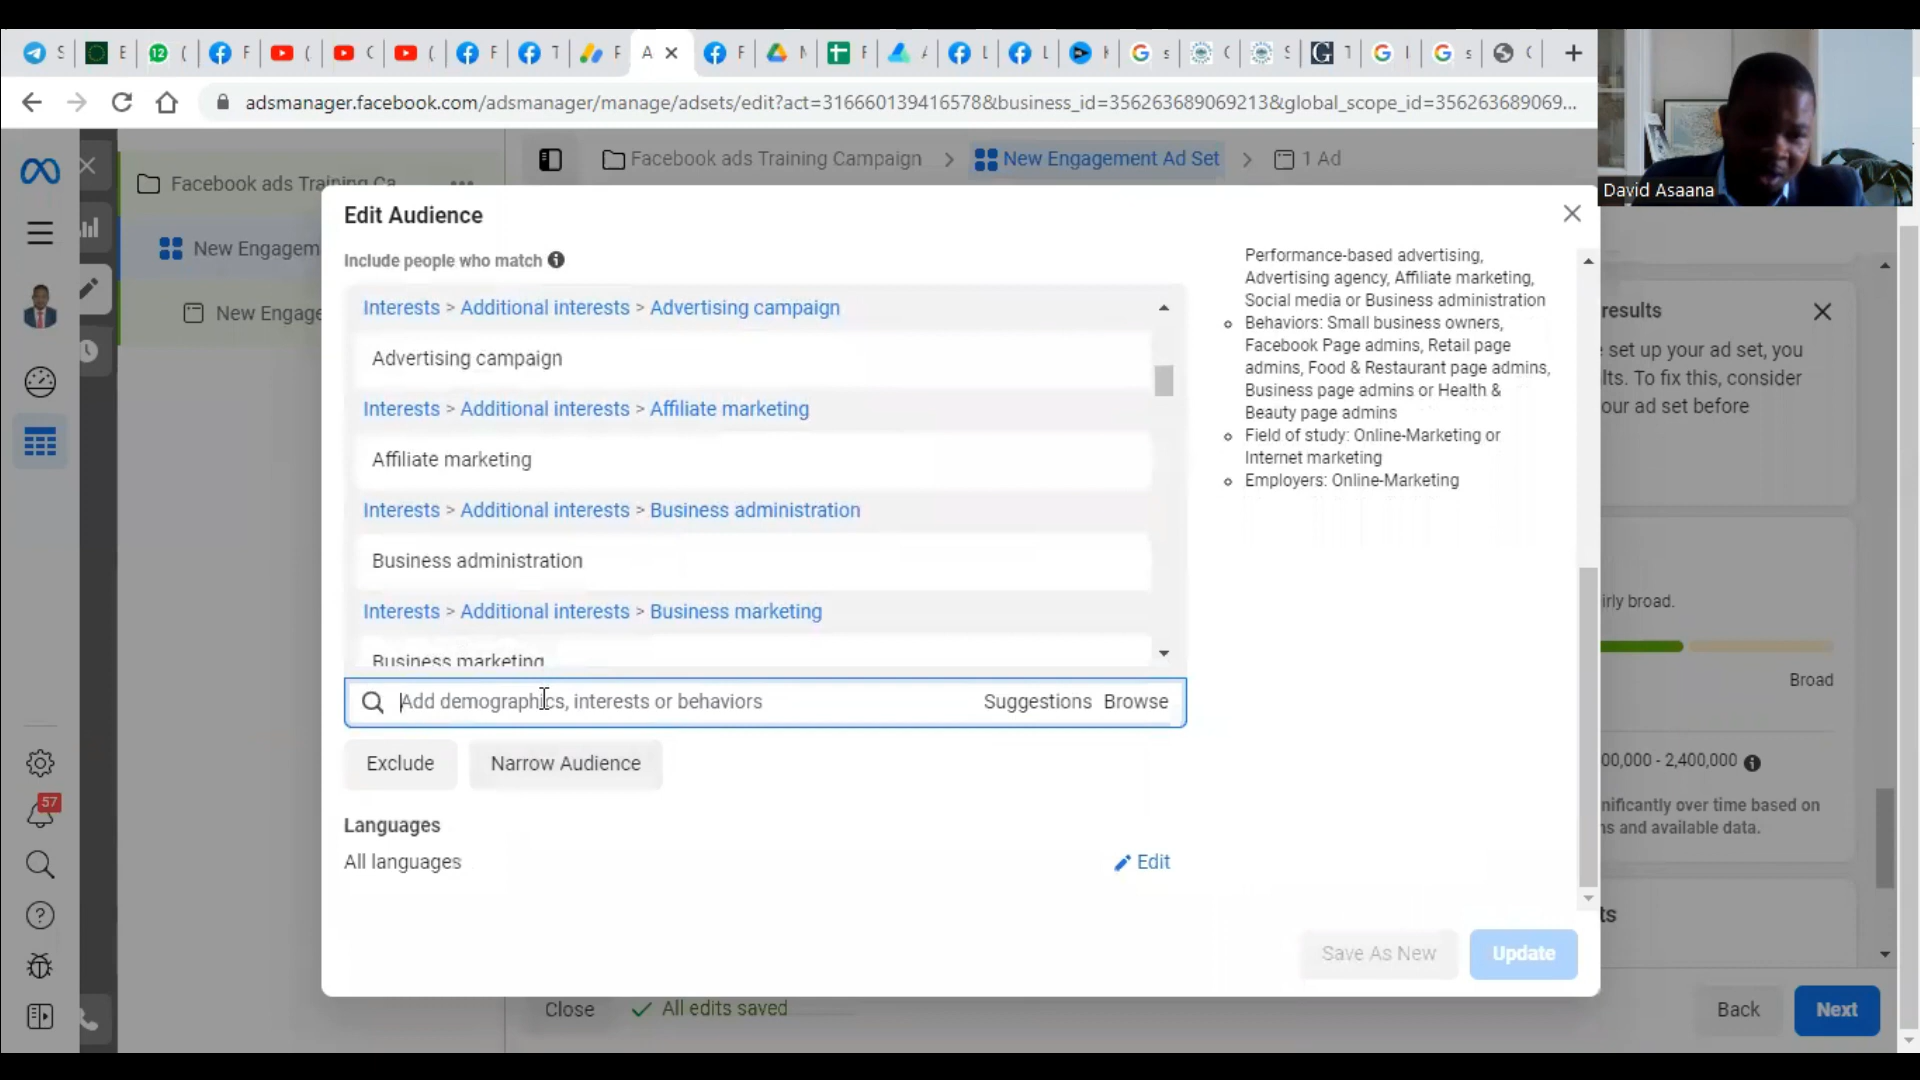 adsmanager.facebook.com/adsmanager/manage/adsets/edit?act=316660139416578&business_id=356263689069213&global_scope_id=356263689069...
David Asaana
Facebook ads Training Ca
New Engagem
New Engage
Facebook ads Training Campaign
New Engagement Ad Set
1 Ad
Edit Audience
Include people who match
Interests > Additional interests > Advertising campaign
Advertising campaign
Interests > Additional interests > Affiliate marketing
Affiliate marketing
Interests > Additional interests > Business administration
Business administration
Interests > Additional interests > Business marketing
Business marketing
Add demographics, interests or behaviors
Suggestions
Browse
Exclude
Narrow Audience
Languages
All languages
Edit
Performance-based advertising,
Advertising agency, Affiliate marketing,
Social media or Business administration
Behaviors: Small business owners,
Facebook Page admins, Retail page
admins, Food & Restaurant page admins,
Business page admins or Health &
Beauty page admins
Field of study: Online-Marketing or
Internet marketing
Employers: Online-Marketing
Save As New
Update
results
set up your ad set, you
lts. To fix this, consider
our ad set before
irly broad.
Broad
00,000 - 2,400,000
nificantly over time based on
ns and available data.
ts
57
12
Close
All edits saved
Back
Next